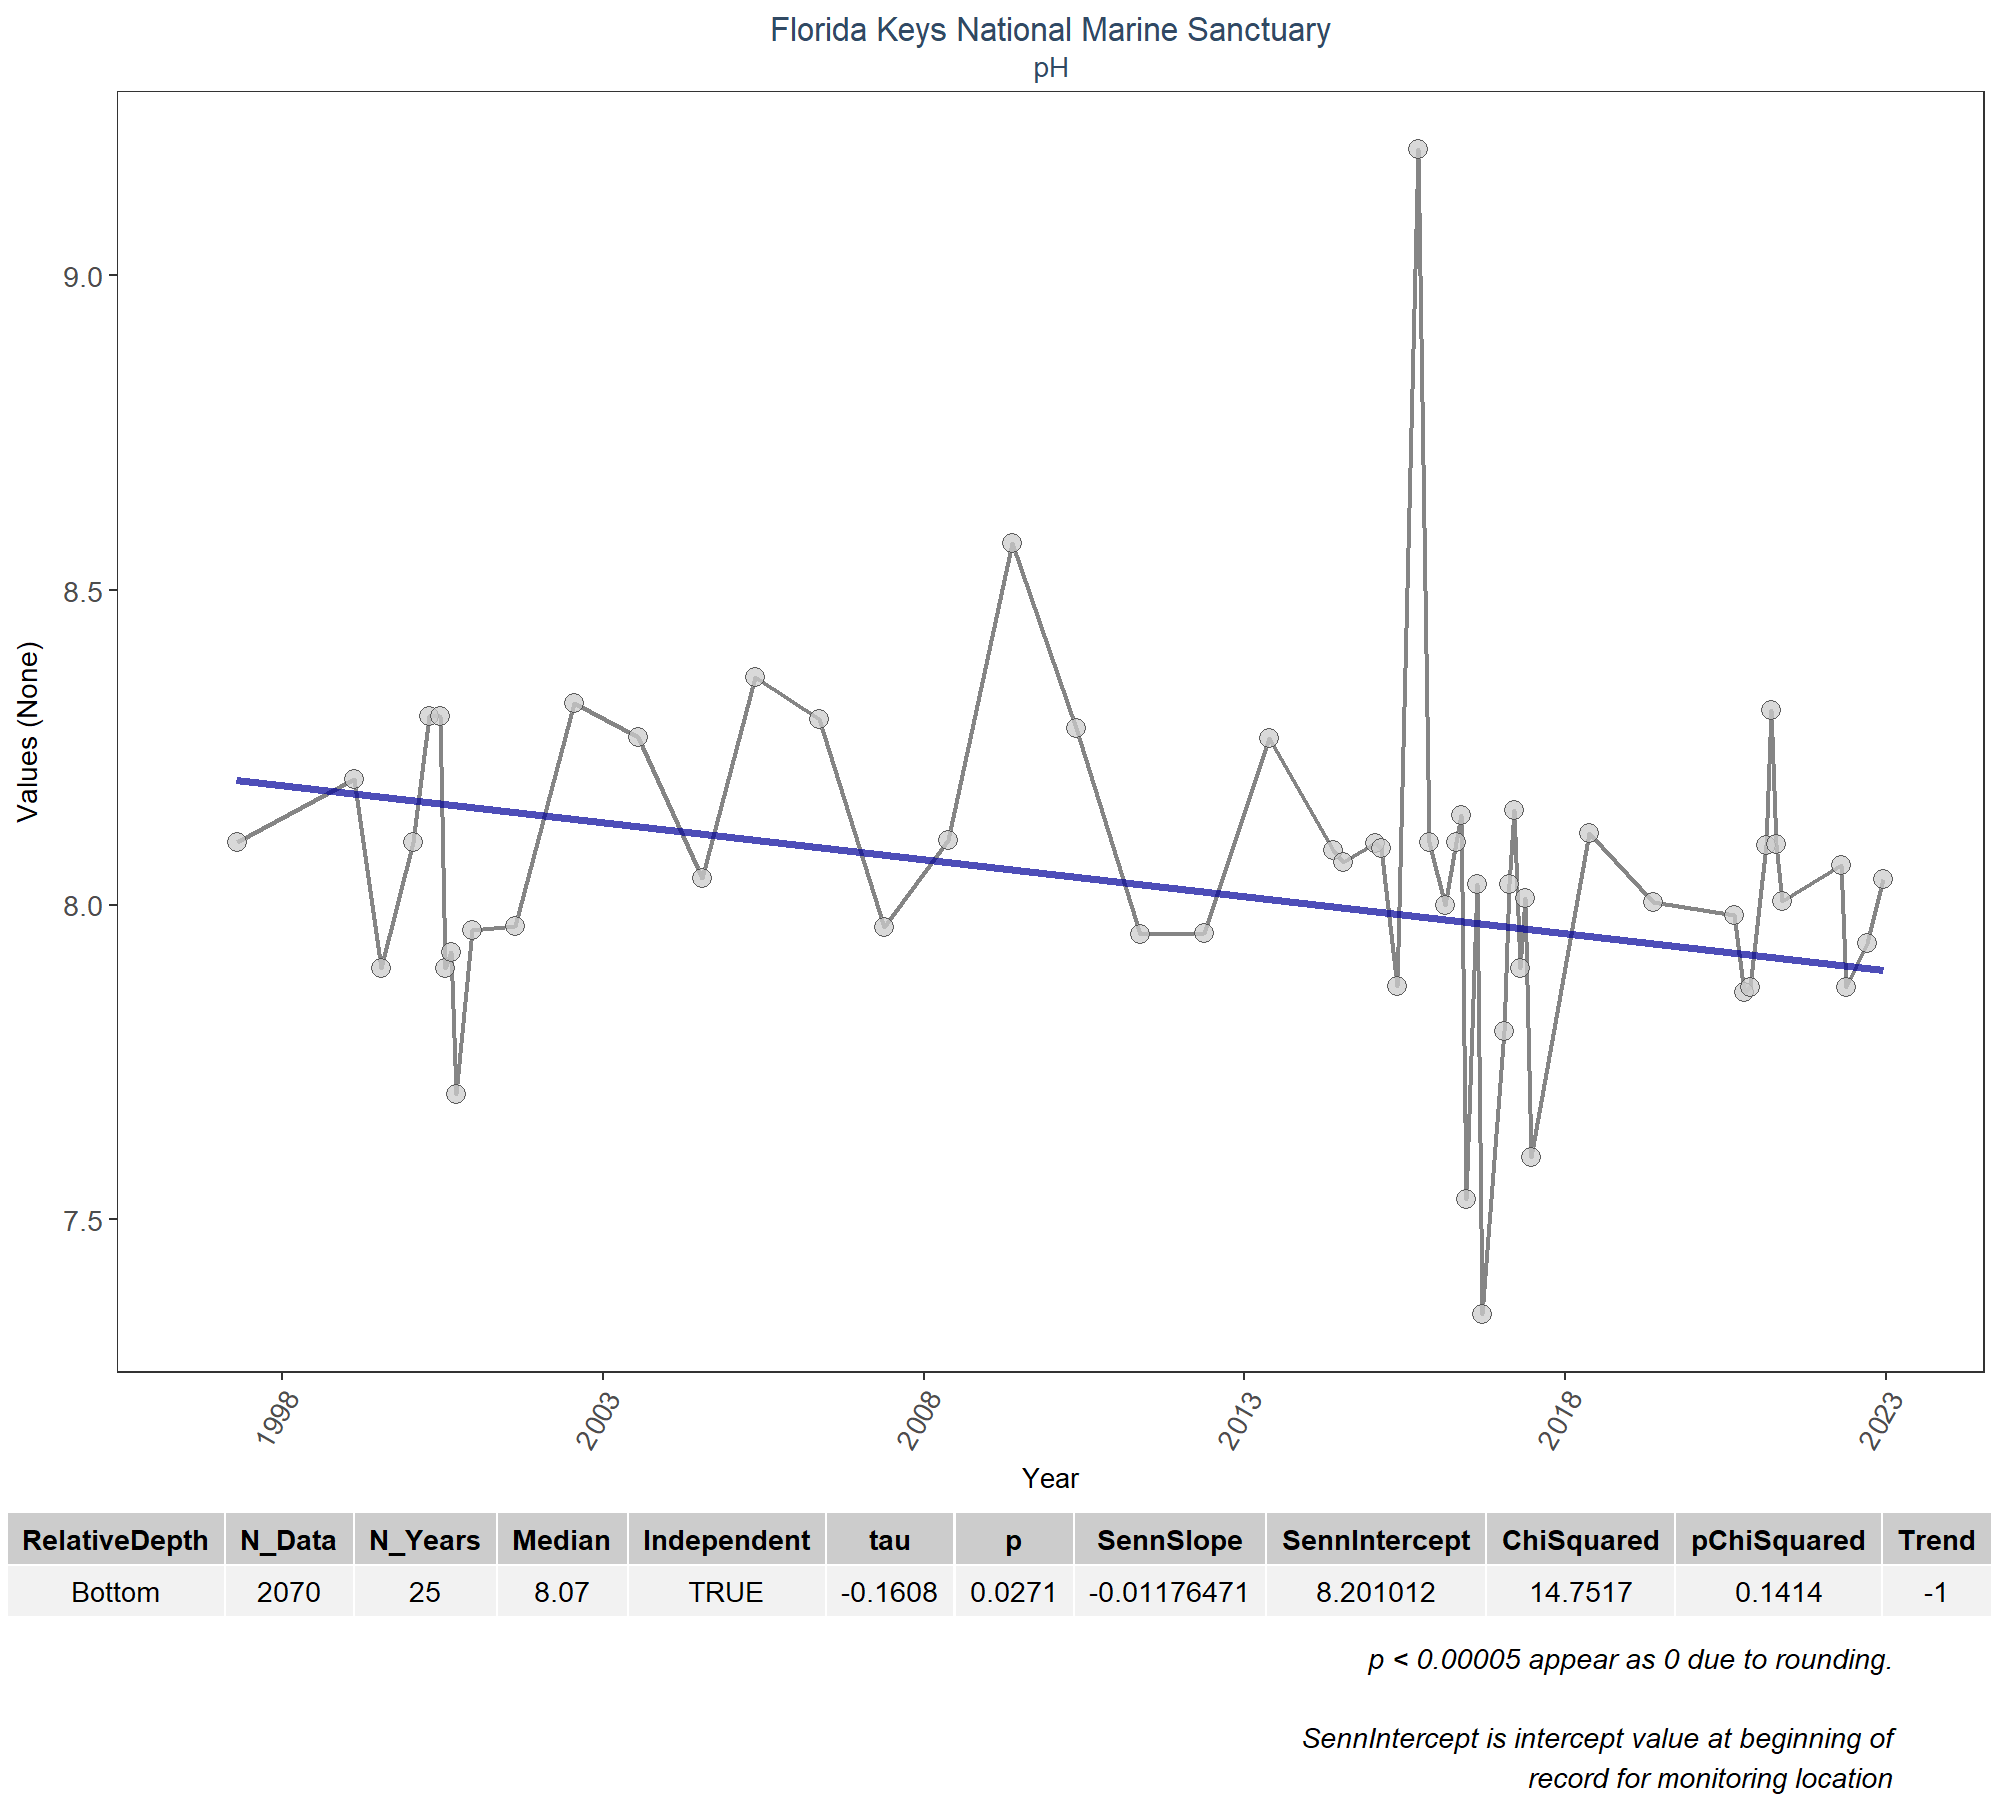 Florida Keys National Marine Sanctuary
pH
Values (None)
9.0
8.5
8.0
7.5
1998 2003 2008 2013 2018 2023
Year
RelativeDepth N_Data N_Years Median Independent tau p SennSlope SennIntercept ChiSquared pChiSquared Trend
Bottom 2070 25 8.07 TRUE -0.1608 0.0271 -0.01176471 8.201012 14.7517 0.1414 -1
p < 0.00005 appear as 0 due to rounding.
SennIntercept is intercept value at beginning of
record for monitoring location